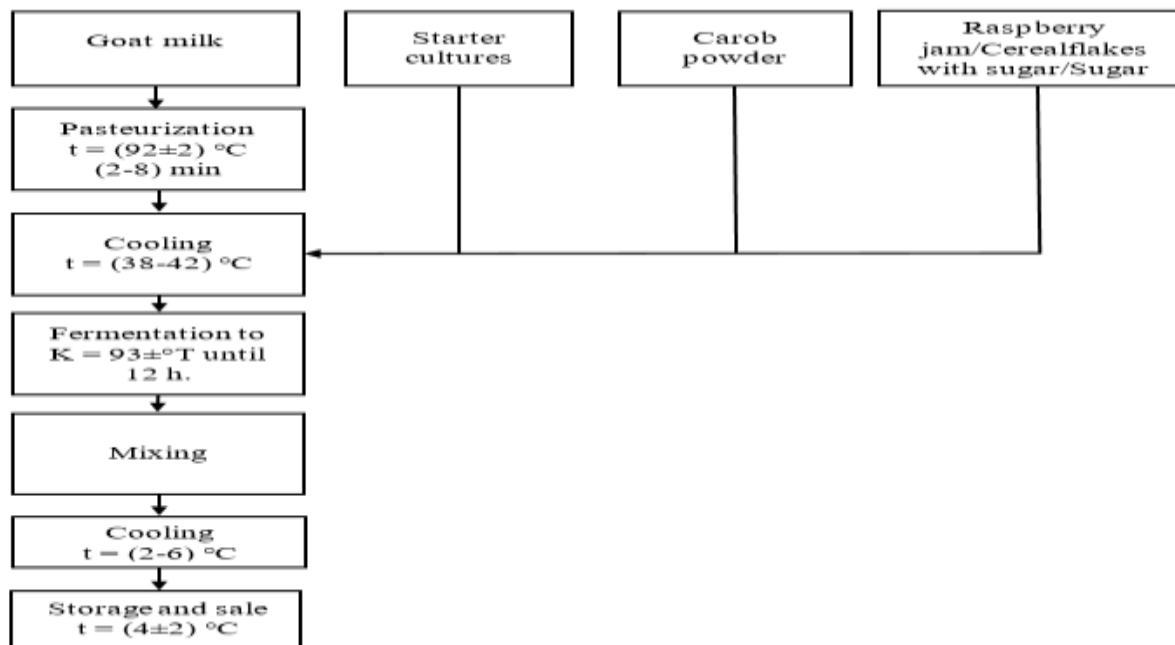 Goat milk
Starter
cultures
Carob
powder
Raspberry
jam/Cerealflakes
with sugar/Sugar
Pasteurization
t = (92±2) °C
(2-8) min
Cooling
t = (38-42) °C
Fermentation to
K = 93±°T until
12 h.
Mixing
Cooling
t = (2-6) °C
Storage and sale
t = (4±2) °C